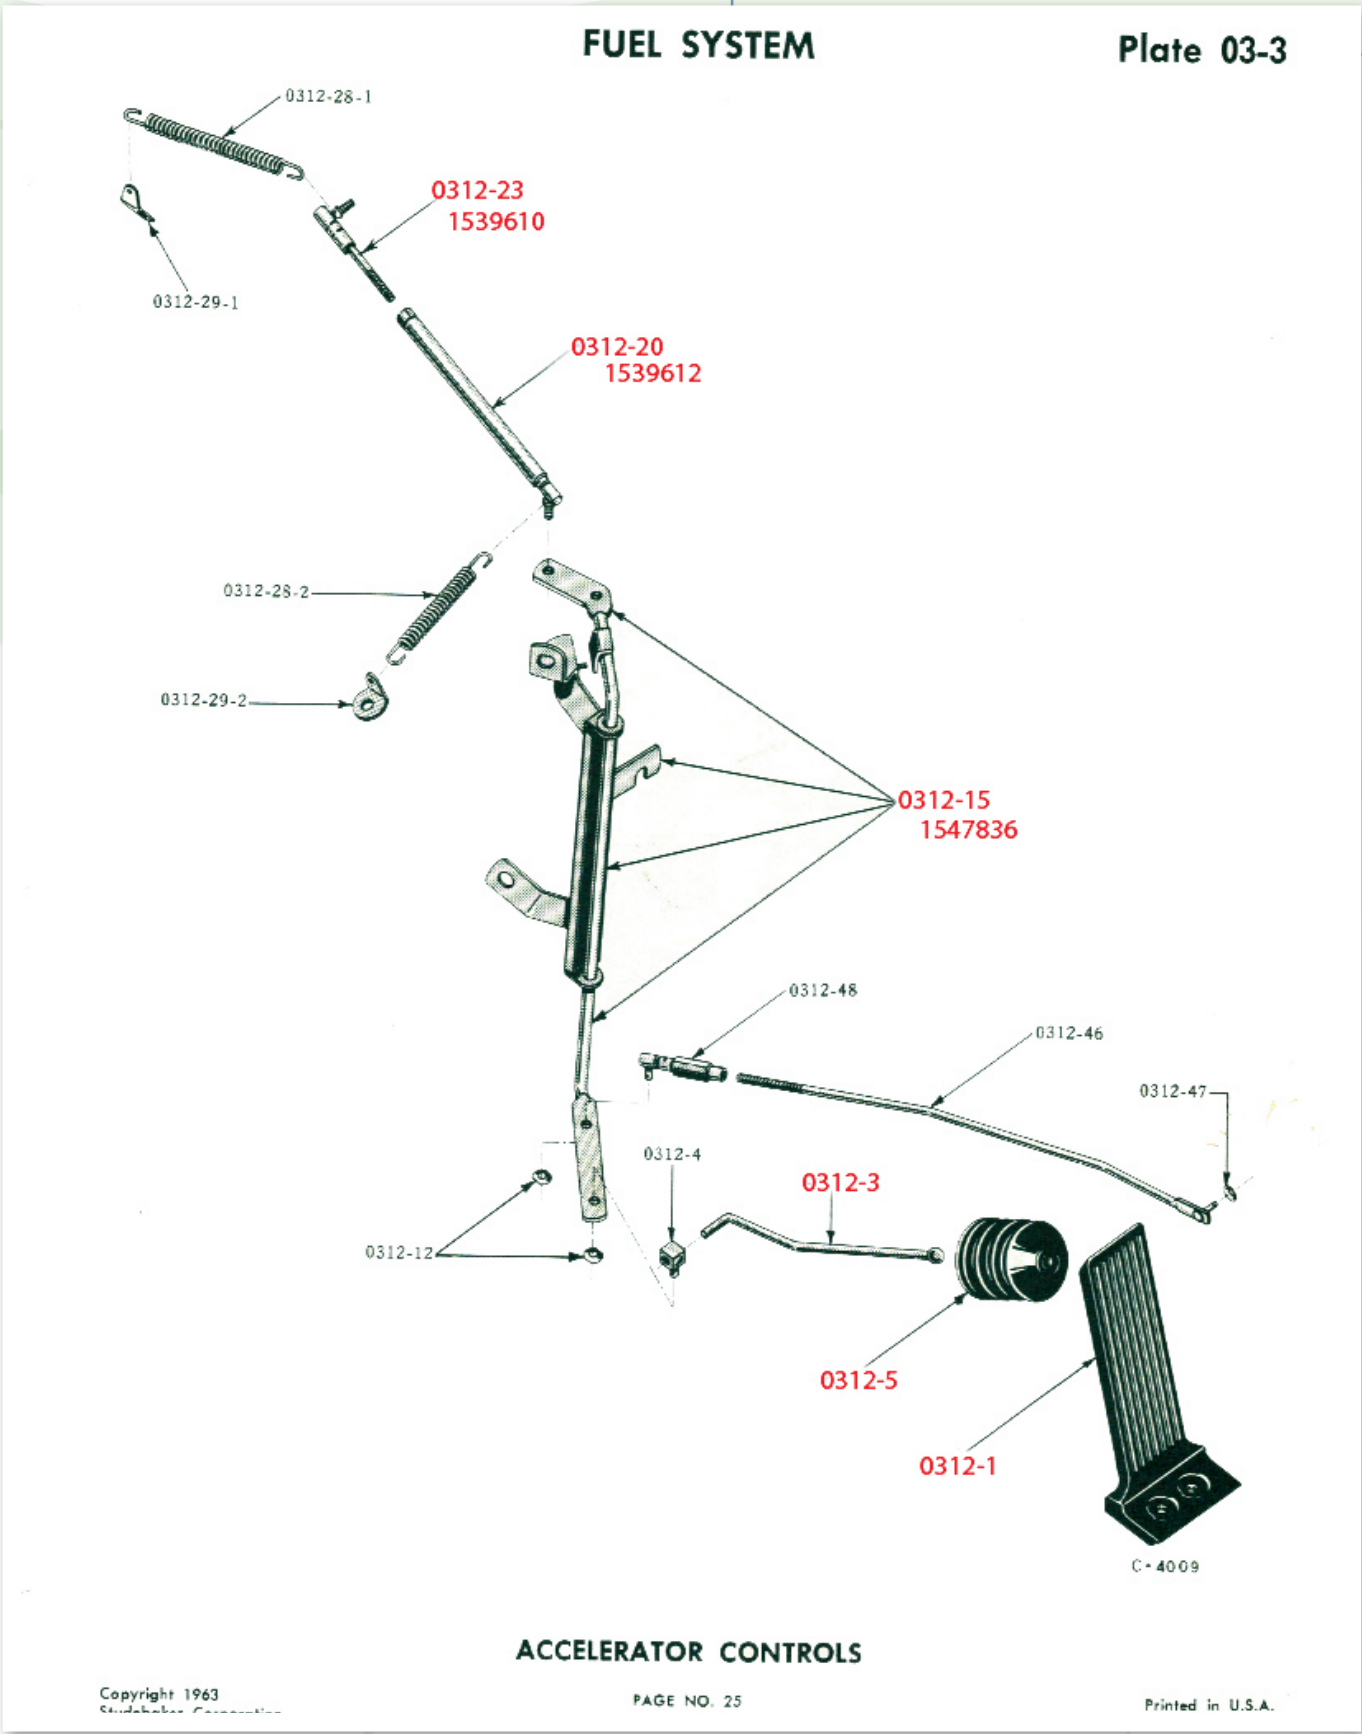 FUEL SYSTEM
Plate 03-3
0312-28-1
0312-23
1539610
0312-29-1
0312-20
1539612
0312-28-2
0312-29-2
0312-15
1547836
0312-48
0312-46
0312-47
0312-4
0312-3
0312-12
0312-5
0312-1
C-4009
ACCELERATOR CONTROLS
Copyright 1963
Studebaker Corporation
PAGE NO. 25
Printed in U.S.A.